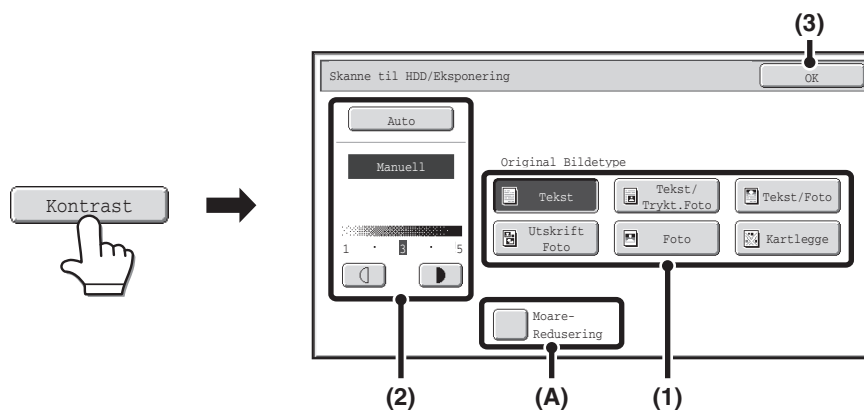 (3)
Skanne til HDD/Eksponering
OK
Auto
Manuell
1
3
5
Original Bildetype
Tekst
Tekst/
Trykt.Foto
Tekst/Foto
Utskrift
Foto
Foto
Kartlegge
Kontrast
Moare-
Redusering
(2)
(A)
(1)